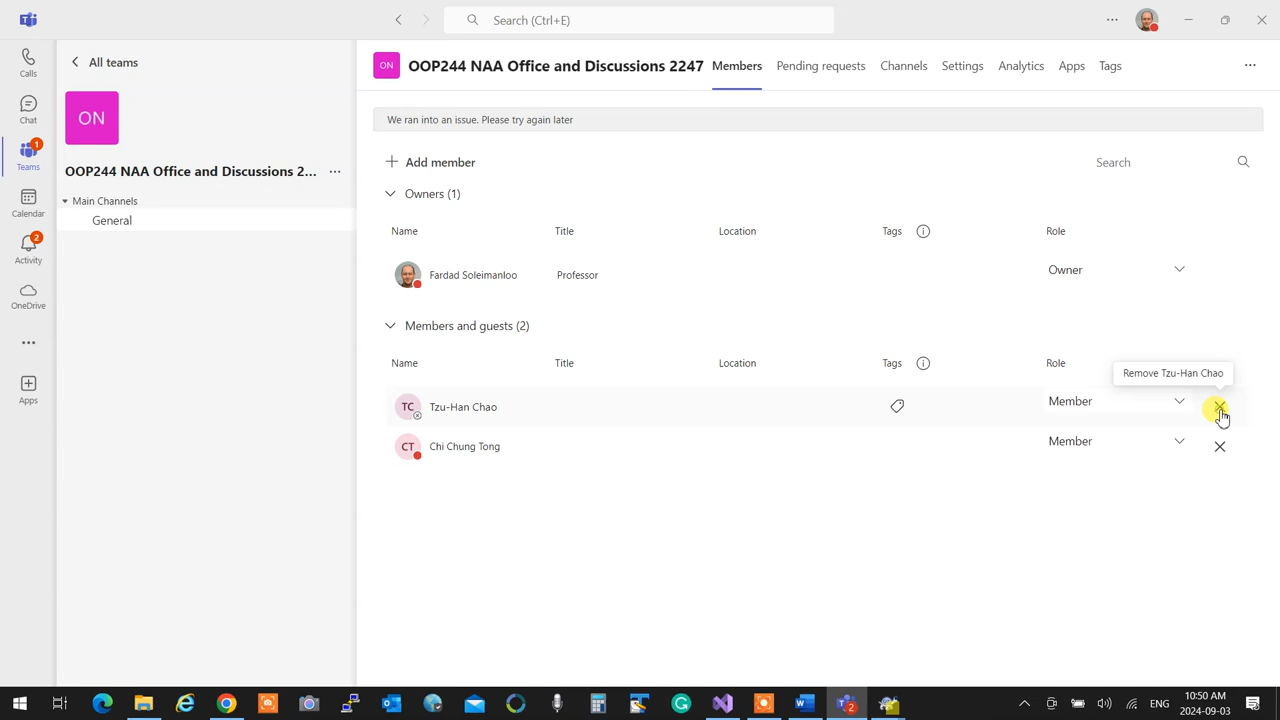 Search (Ctrl+E)
Calls
Chat
1
Teams
Calendar
2
Activity
OneDrive
Apps
All teams
ON
OOP244 NAA Office and Discussions 2...
Main Channels
General
ON
OOP244 NAA Office and Discussions 2247
Members
Pending requests
Channels
Settings
Analytics
Apps
Tags
We ran into an issue. Please try again later
Add member
Search
Owners (1)
Name
Title
Location
Tags
Role
Fardad Soleimanloo
Professor
Owner
Members and guests (2)
Name
Title
Location
Tags
Role
Remove Tzu-Han Chao
TC
Tzu-Han Chao
Member
CT
Chi Chung Tong
Member
2
ENG
10:50 AM
2024-09-03